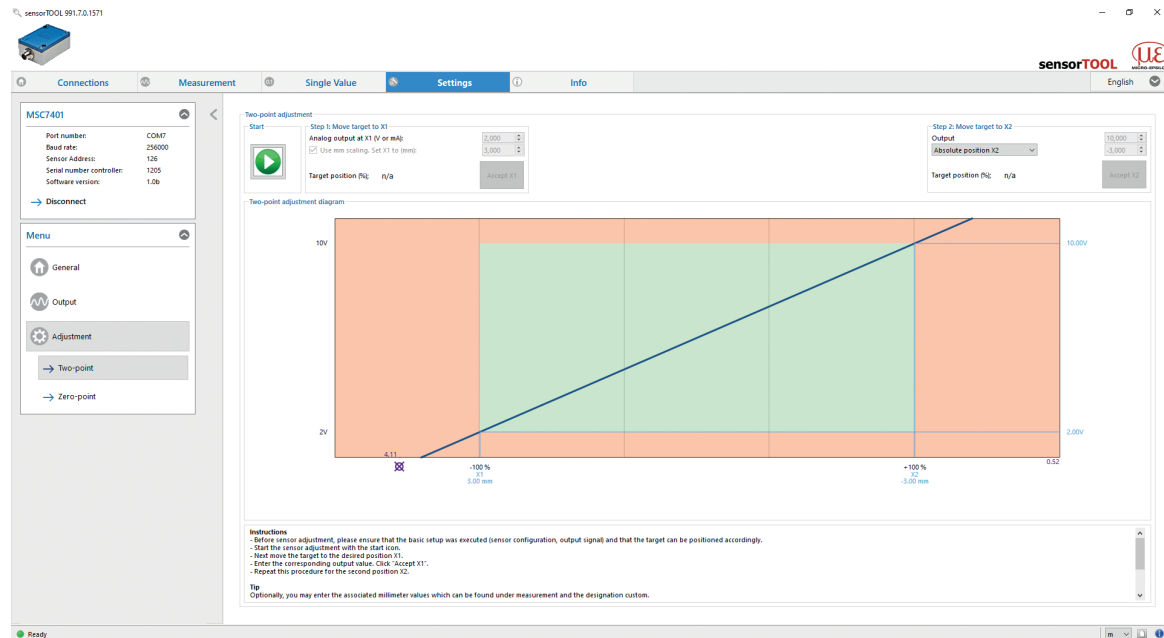 sensorTOOL 991.7.0.1571
sensorTOOL
MICRO-EPSILON
Connections
Measurement
Single Value
Settings
Info
English
MSC7401
Port number: COM7
Baud rate: 256000
Sensor Address: 126
Serial number controller: 1205
Software version: 1.0b
Disconnect
Menu
General
Output
Adjustment
Two-point
Zero-point
Two-point adjustment
Start
Step 1: Move target to X1
Analog output at X1 (V or mA): 2,000
Use mm scaling. Set X1 to (mm): 3,000
Target position (%): n/a Accept X1
Step 2: Move target to X2
Output 10,000
Absolute position X2 -3,000
Target position (%): n/a Accept X2
Two-point adjustment diagram
10V 10.00V
2V 2.00V
4.11 0.52
-100 % +100 %
X1 X2
3.00 mm -3.00 mm
Instructions
- Before sensor adjustment, please ensure that the basic setup was executed (sensor configuration, output signal) and that the target can be positioned accordingly.
- Start the sensor adjustment with the start icon.
- Next move the target to the desired position X1.
- Enter the corresponding output value. Click "Accept X1".
- Repeat this procedure for the second position X2.
Tip
Optionally, you may enter the associated millimeter values which can be found under measurement and the designation custom.
Ready
m